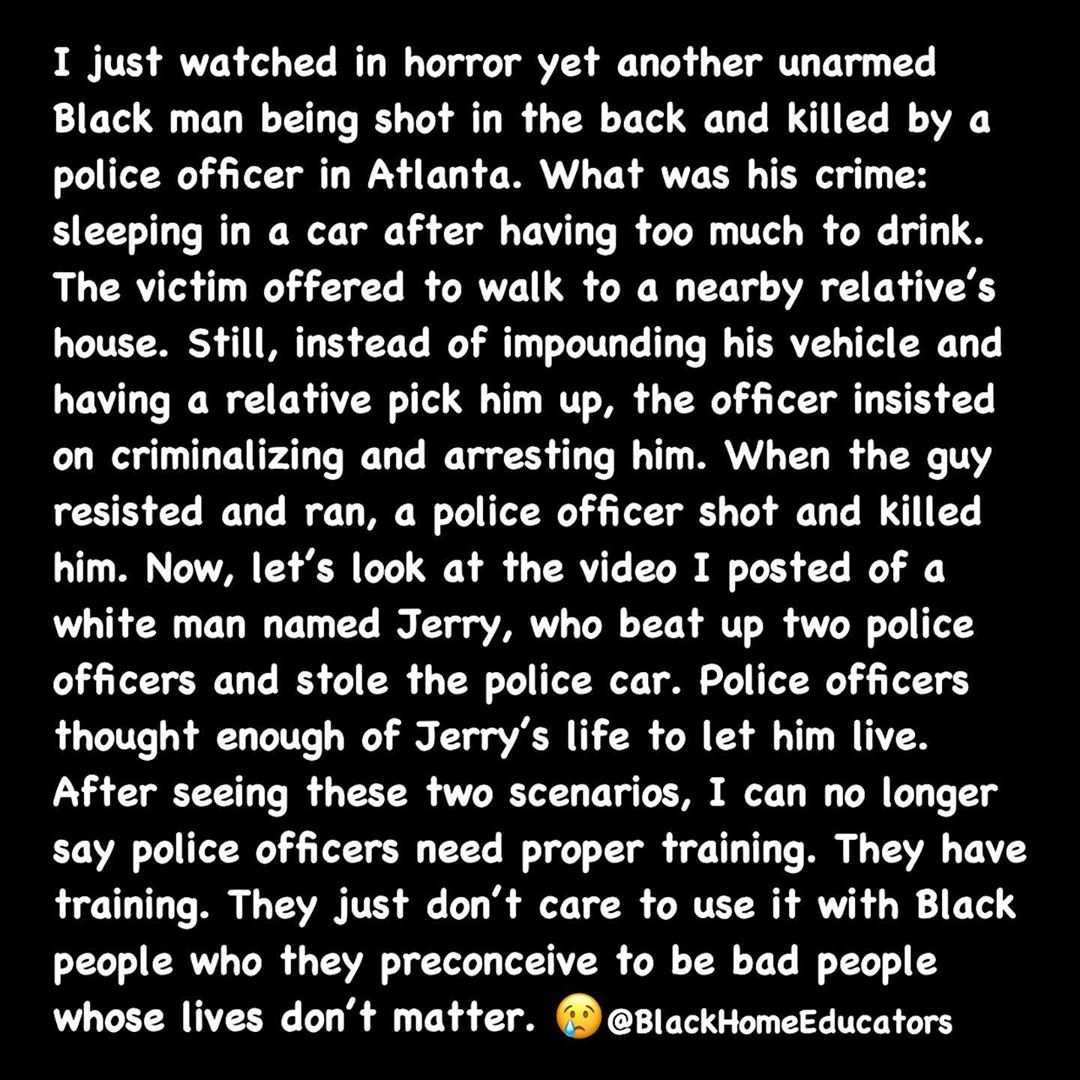 I just watched in horror yet another unarmed
Black man being shot in the back and killed by a
police officer in Atlanta. What was his crime:
sleeping in a car after having too much to drink.
The victim offered to walk to a nearby relative's
house. Still, instead of impounding his vehicle and
having a relative pick him up, the officer insisted
on criminalizing and arresting him. When the guy
resisted and ran, a police officer shot and killed
him. Now, let's look at the video I posted of a
white man named Jerry, who beat up two police
officers and stole the police car. Police officers
thought enough of Jerry's life to let him live.
After seeing these two scenarios, I can no longer
say police officers need proper training. They have
training. They just don't care to use it with Black
people who they preconceive to be bad people
whose lives don't matter. 😢@BlackHomeEducators